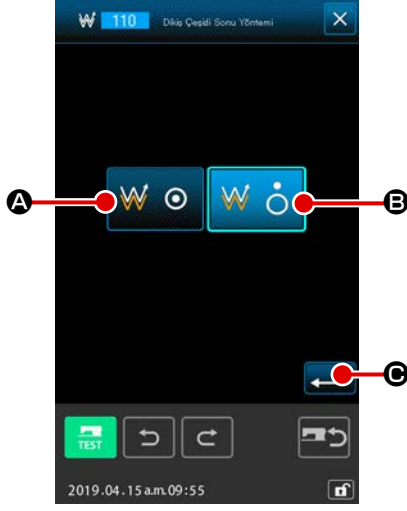 110 Dikiş Çeşidi Sonu Yöntemi
A
B
C
TEST
2019.04.15 a.m. 09:55